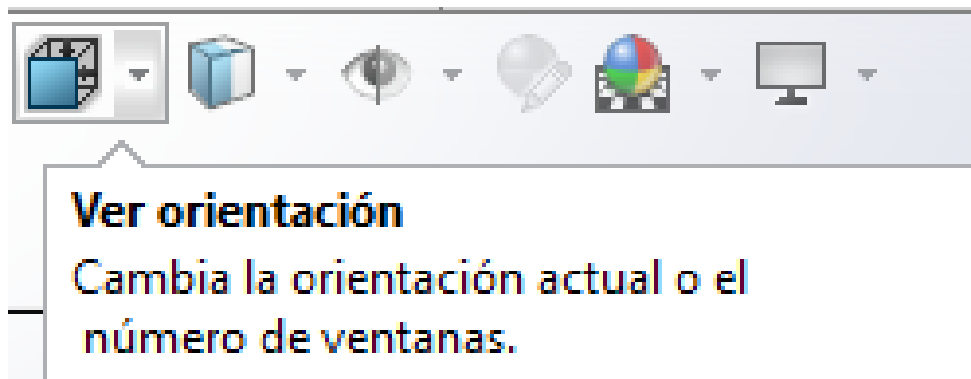 Ver orientación
Cambia la orientación actual o el
número de ventanas.